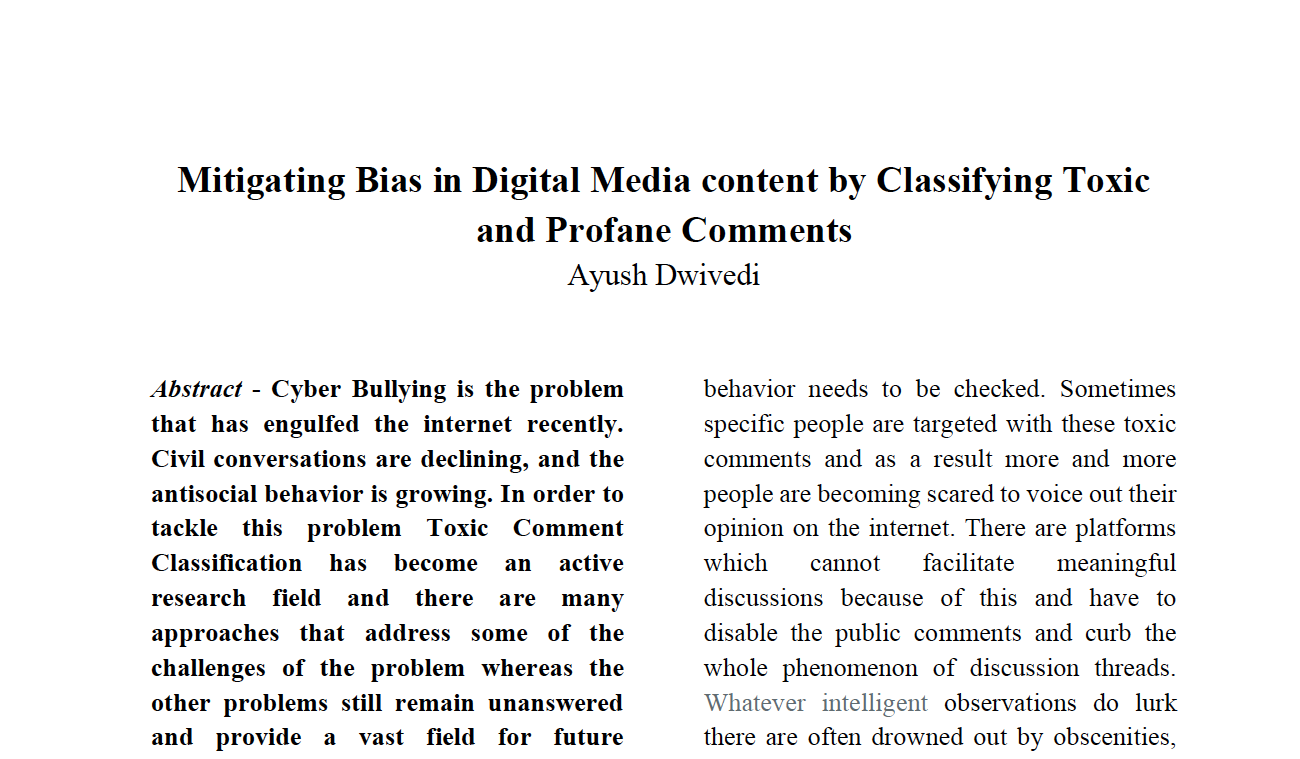 Mitigating Bias in Digital Media content by Classifying Toxic
and Profane Comments
Ayush Dwivedi
Abstract - Cyber Bullying is the problem
that has engulfed the internet recently.
Civil conversations are declining, and the
antisocial behavior is growing. In order to
tackle this problem Toxic Comment
Classification has become an active
research field and there are many
approaches that address some of the
challenges of the problem whereas the
other problems still remain unanswered
and provide a vast field for future
behavior needs to be checked. Sometimes
specific people are targeted with these toxic
comments and as a result more and more
people are becoming scared to voice out their
opinion on the internet. There are platforms
which cannot facilitate meaningful
discussions because of this and have to
disable the public comments and curb the
whole phenomenon of discussion threads.
Whatever intelligent observations do lurk
there are often drowned out by obscenities,